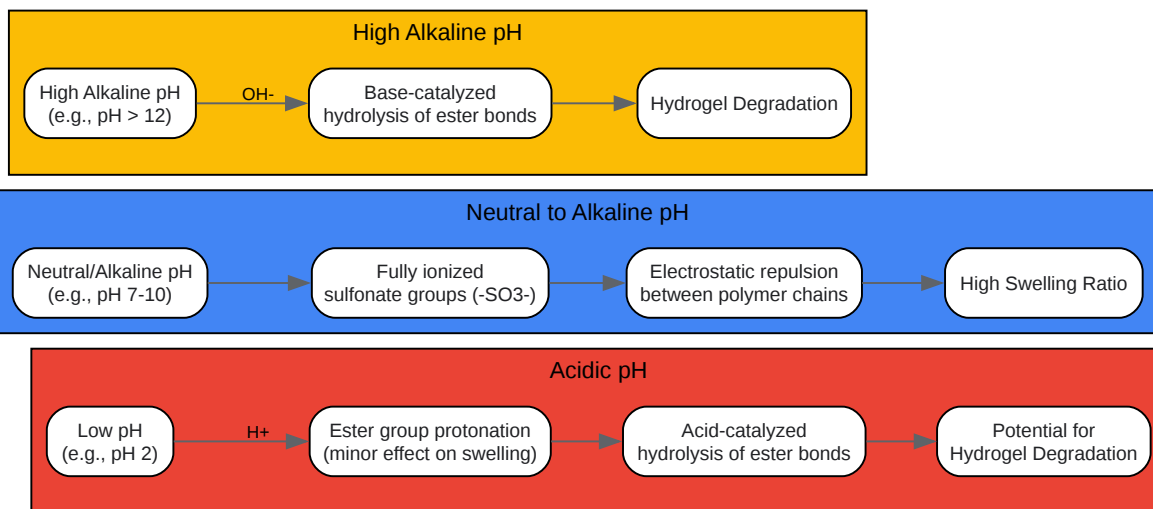 High Alkaline pH
High Alkaline pH
(e.g., pH > 12)
OH-
Base-catalyzed
hydrolysis of ester bonds
Hydrogel Degradation
Neutral to Alkaline pH
Neutral/Alkaline pH
(e.g., pH 7-10)
Fully ionized
sulfonate groups (-SO3-)
Electrostatic repulsion
between polymer chains
High Swelling Ratio
Acidic pH
Low pH
(e.g., pH 2)
H+
Ester group protonation
(minor effect on swelling)
Acid-catalyzed
hydrolysis of ester bonds
Potential for
Hydrogel Degradation